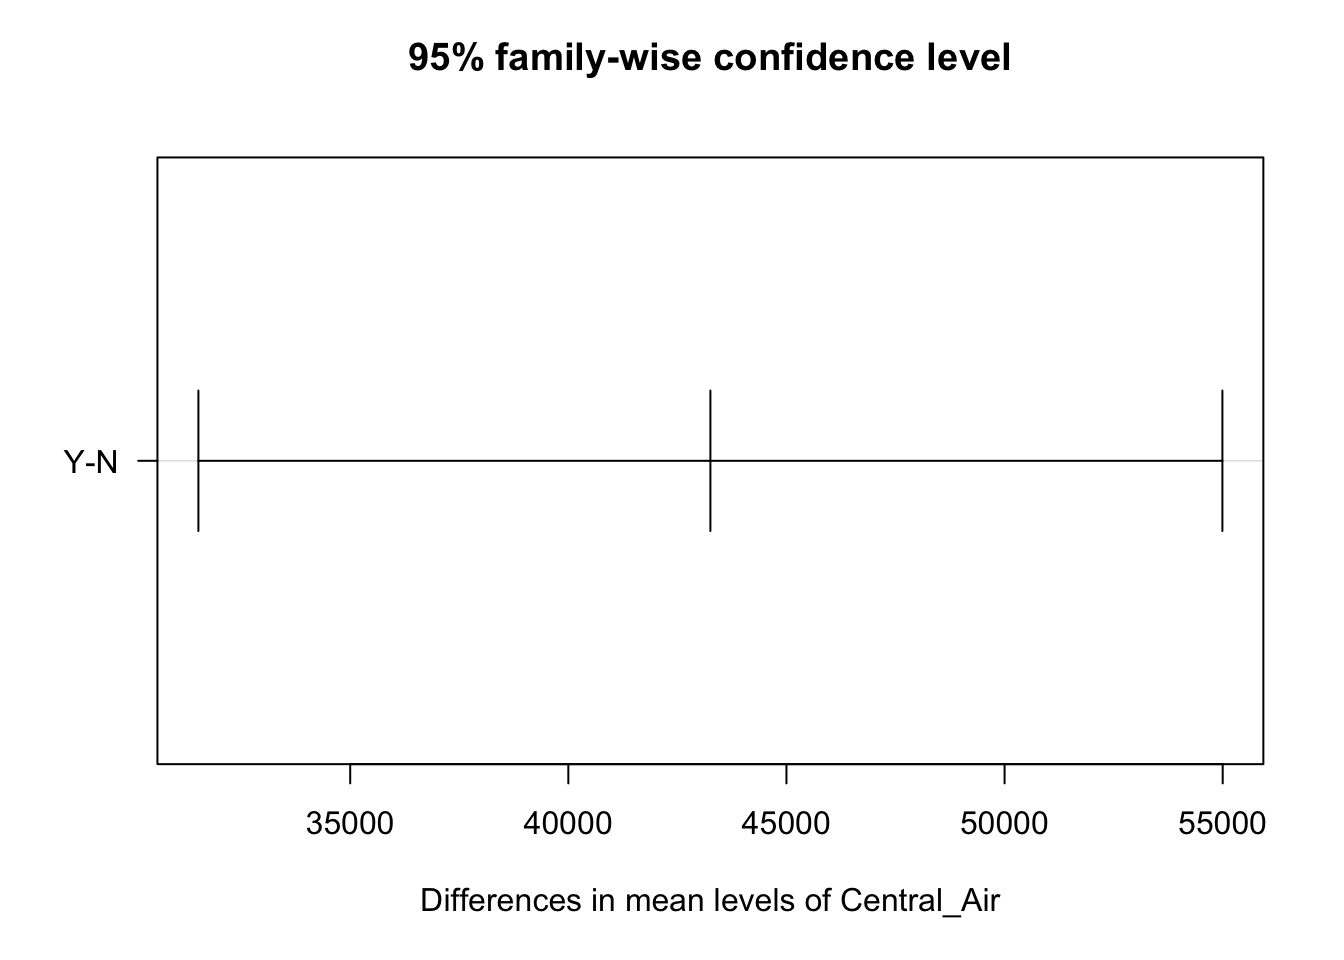 95% family-wise confidence level
Y-N
35000 40000 45000 50000 55000
Differences in mean levels of Central_Air